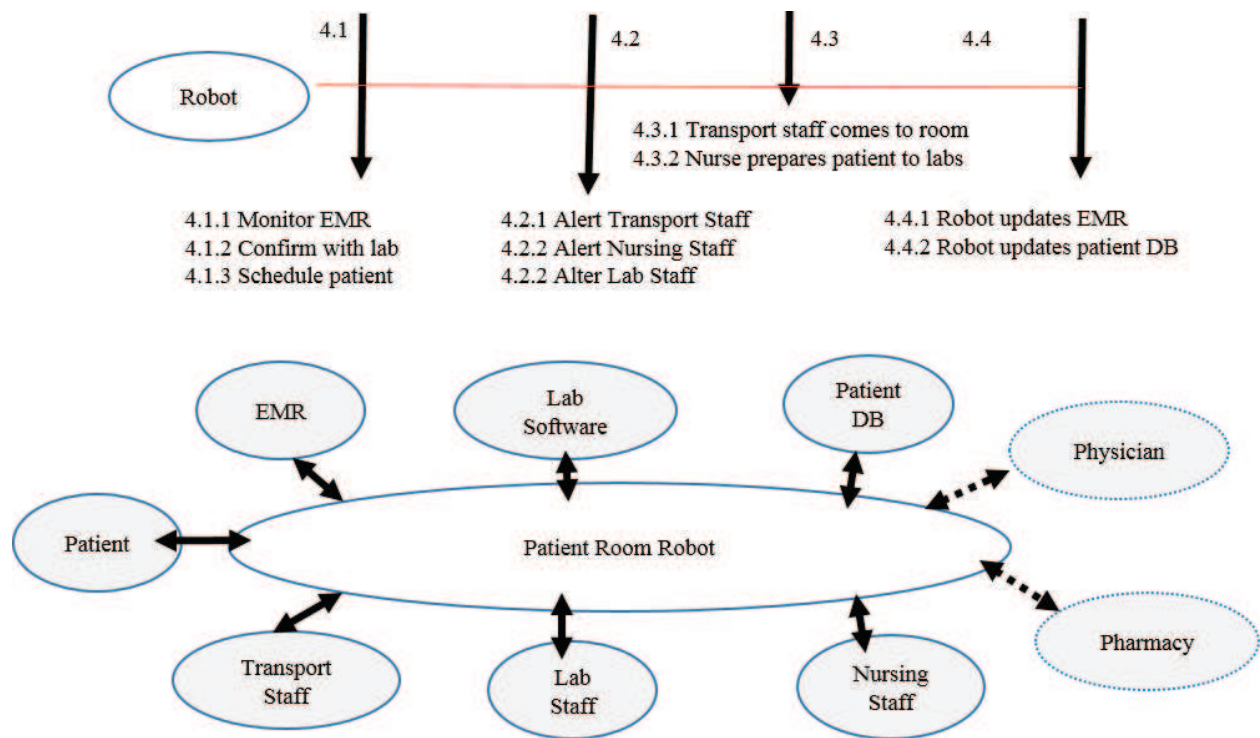 4.1
4.2
4.3
4.4
Robot
4.3.1 Transport staff comes to room
4.3.2 Nurse prepares patient to labs
4.1.1 Monitor EMR
4.1.2 Confirm with lab
4.1.3 Schedule patient
4.2.1 Alert Transport Staff
4.2.2 Alert Nursing Staff
4.2.2 Alter Lab Staff
4.4.1 Robot updates EMR
4.4.2 Robot updates patient DB
EMR
Lab
Software
Patient
DB
Physician
Patient
Patient Room Robot
Transport
Staff
Lab
Staff
Nursing
Staff
Pharmacy